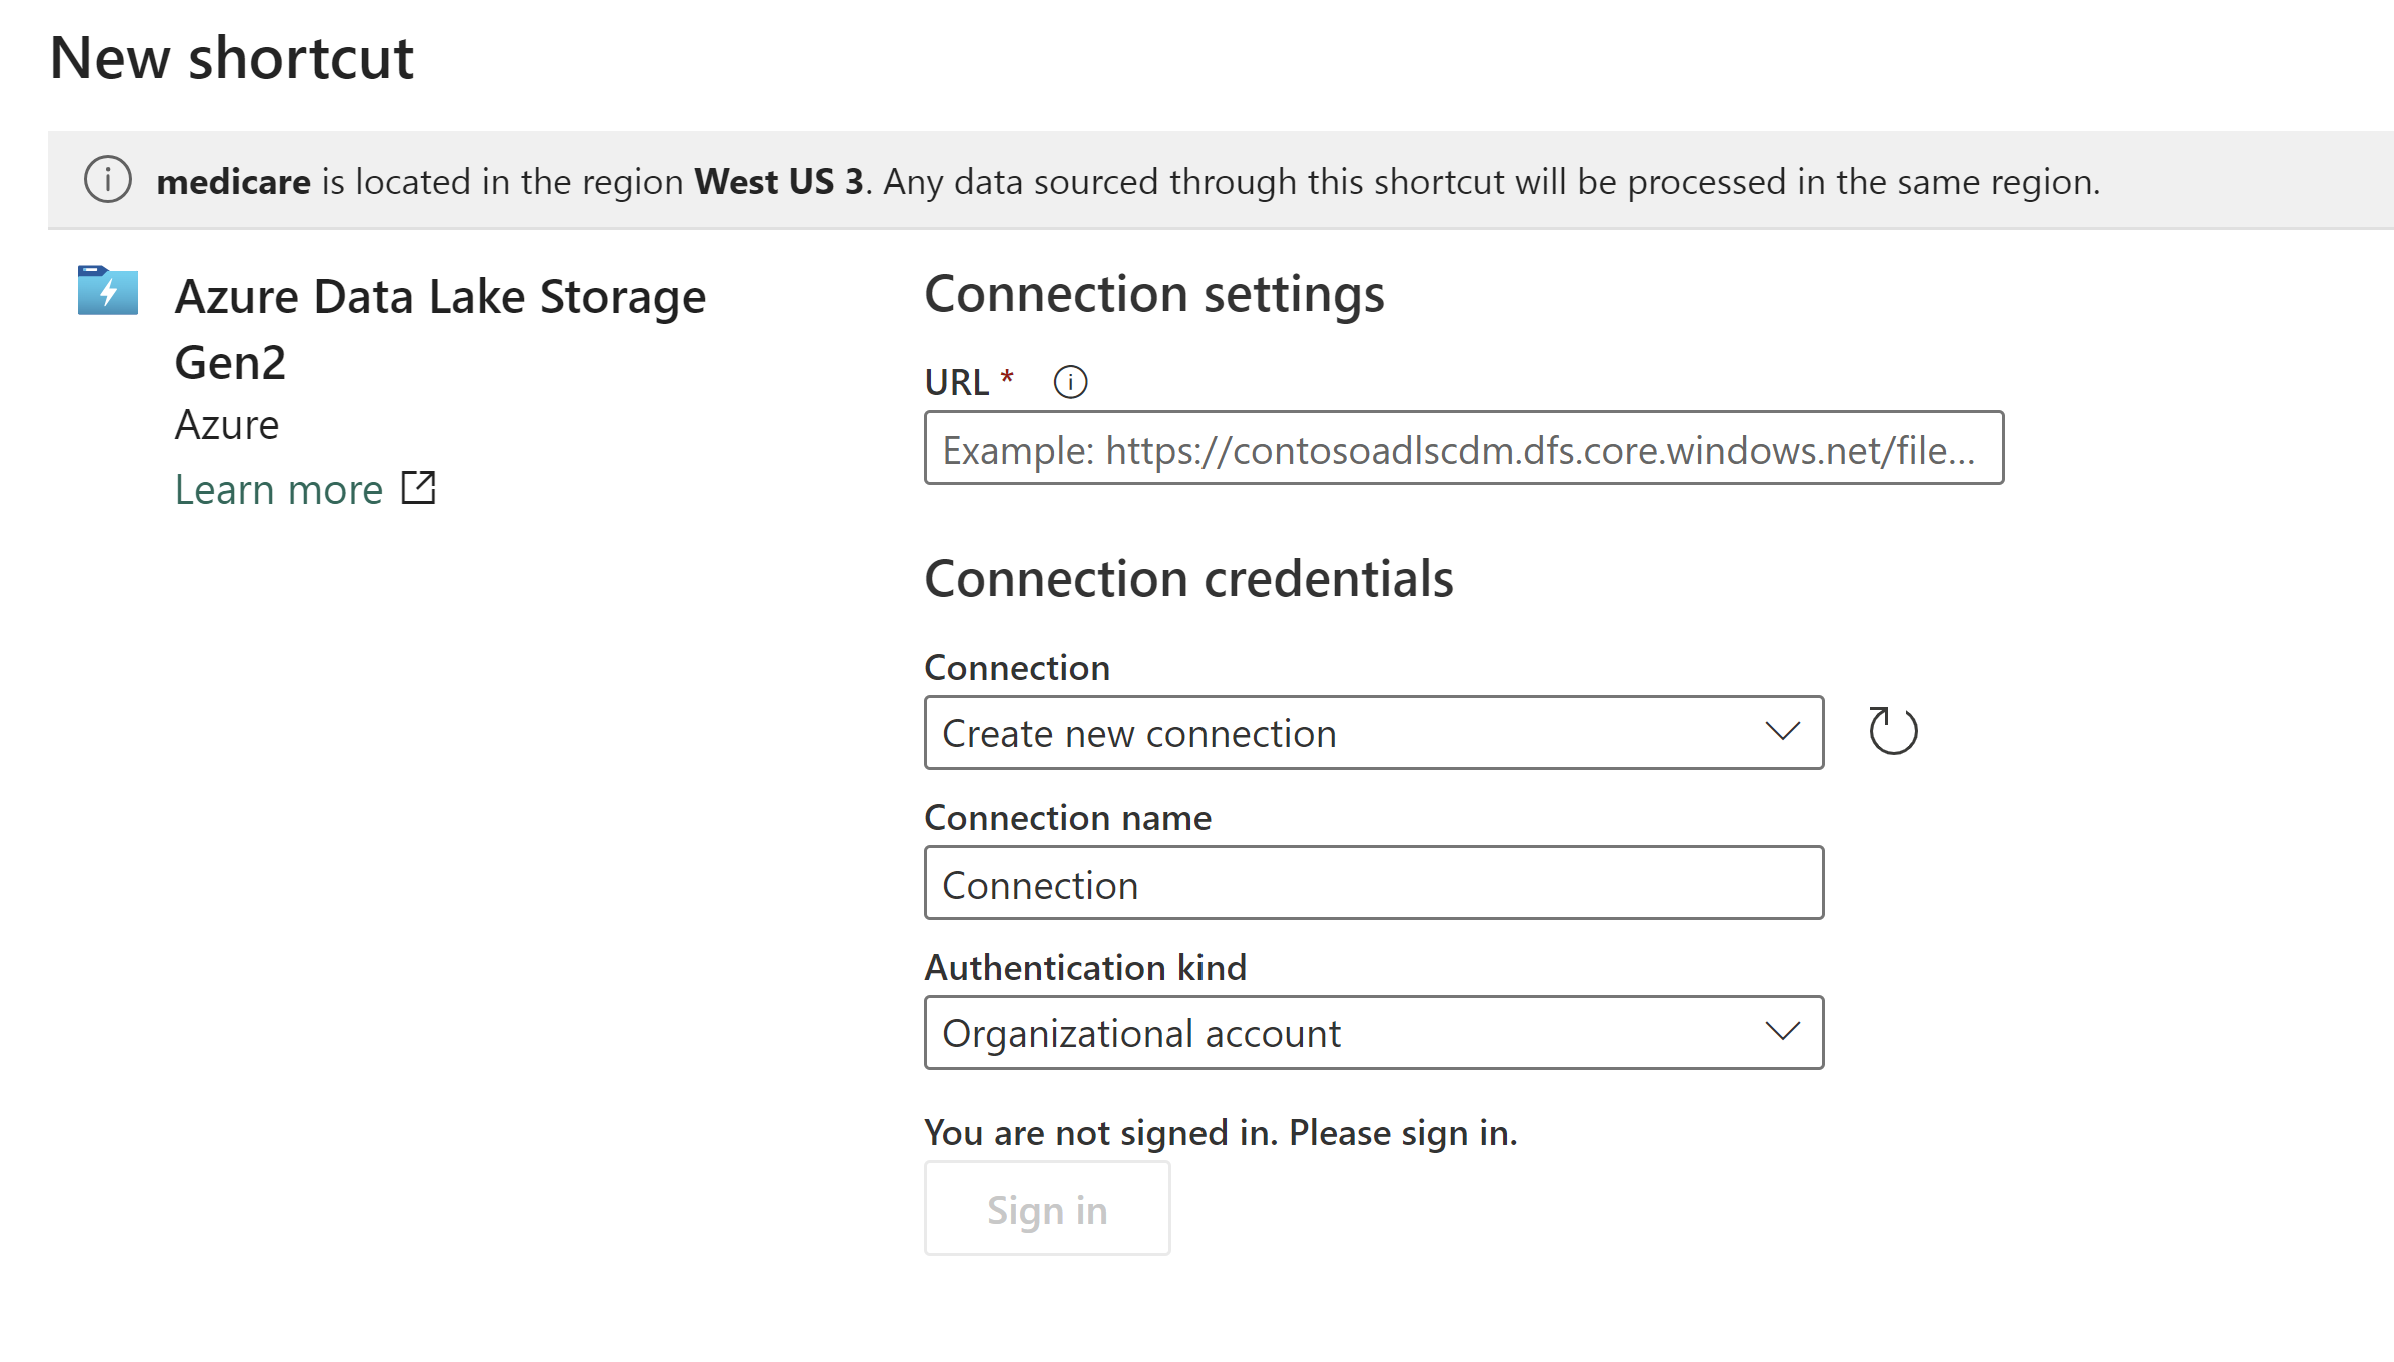 New shortcut
medicare is located in the region West US 3. Any data sourced through this shortcut will be processed in the same region.
Azure Data Lake Storage
Gen2
Azure
Learn more
Connection settings
URL *
Example: https://contosoadlscdm.dfs.core.windows.net/file...
Connection credentials
Connection
Create new connection
Connection name
Connection
Authentication kind
Organizational account
You are not signed in. Please sign in.
Sign in